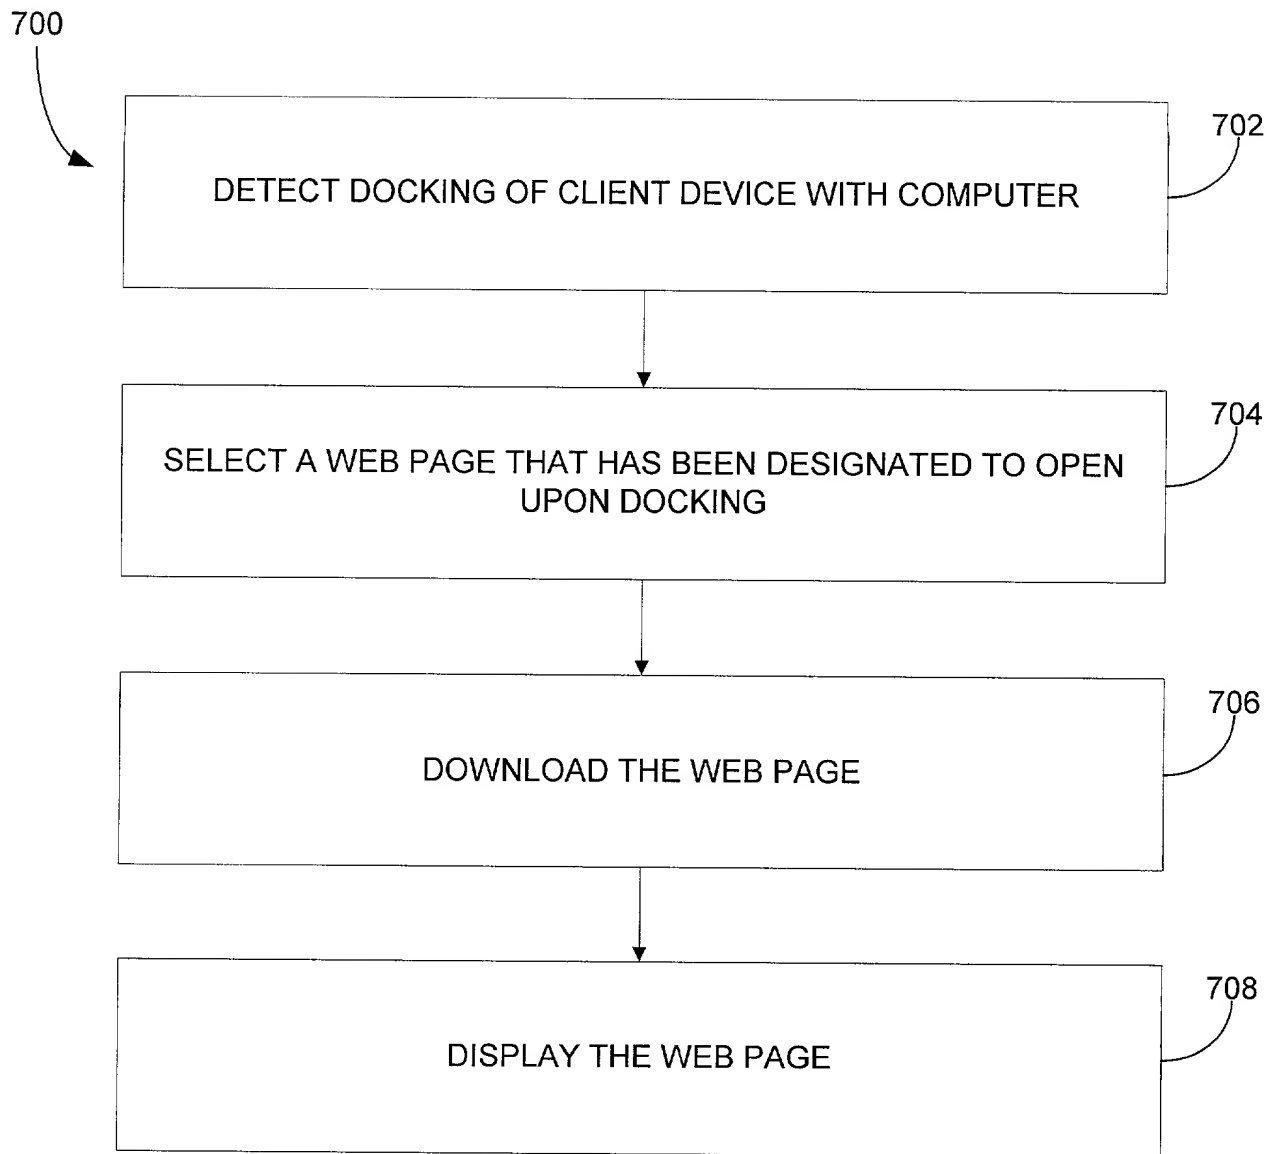 700
702
DETECT DOCKING OF CLIENT DEVICE WITH COMPUTER
704
SELECT A WEB PAGE THAT HAS BEEN DESIGNATED TO OPEN
UPON DOCKING
706
DOWNLOAD THE WEB PAGE
708
DISPLAY THE WEB PAGE